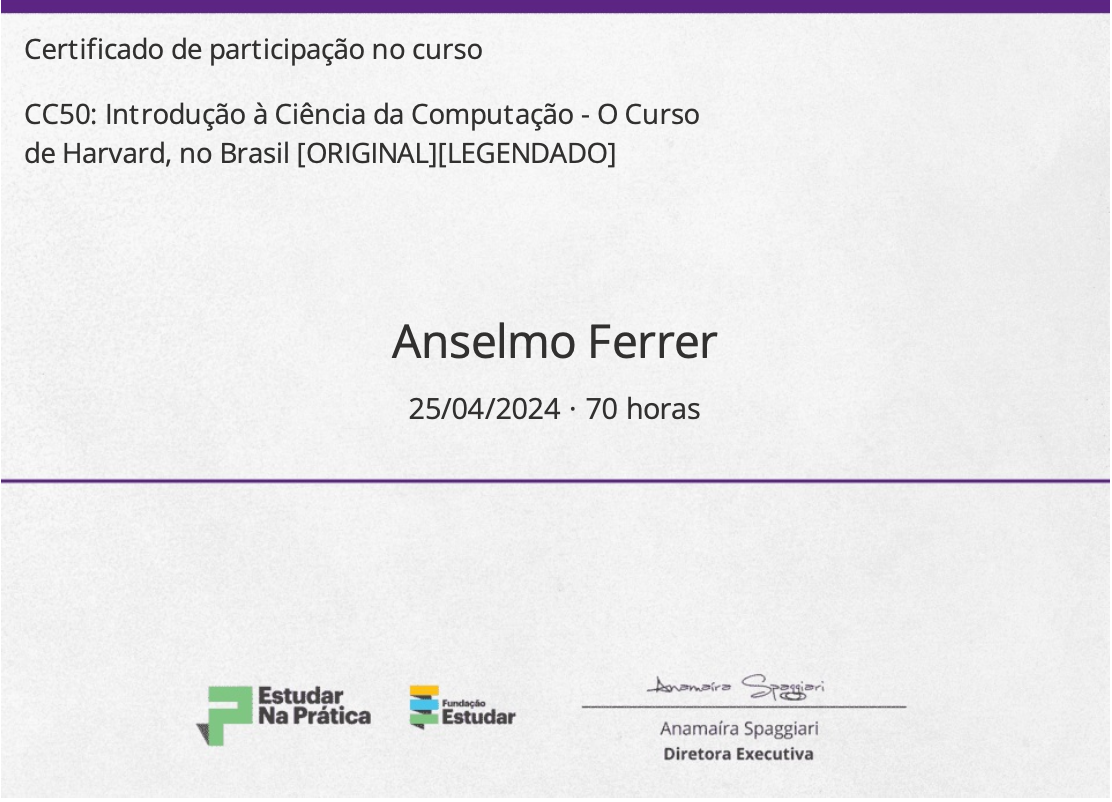 Certificado de participação no curso
CC50: Introdução à Ciência da Computação - O Curso
de Harvard, no Brasil [ORIGINAL][LEGENDADO]
Anselmo Ferrer
25/04/2024 · 70 horas
Estudar
Na Prática
Fundação
Estudar
Anamaíra Spaggiari
Anamaíra Spaggiari
Diretora Executiva